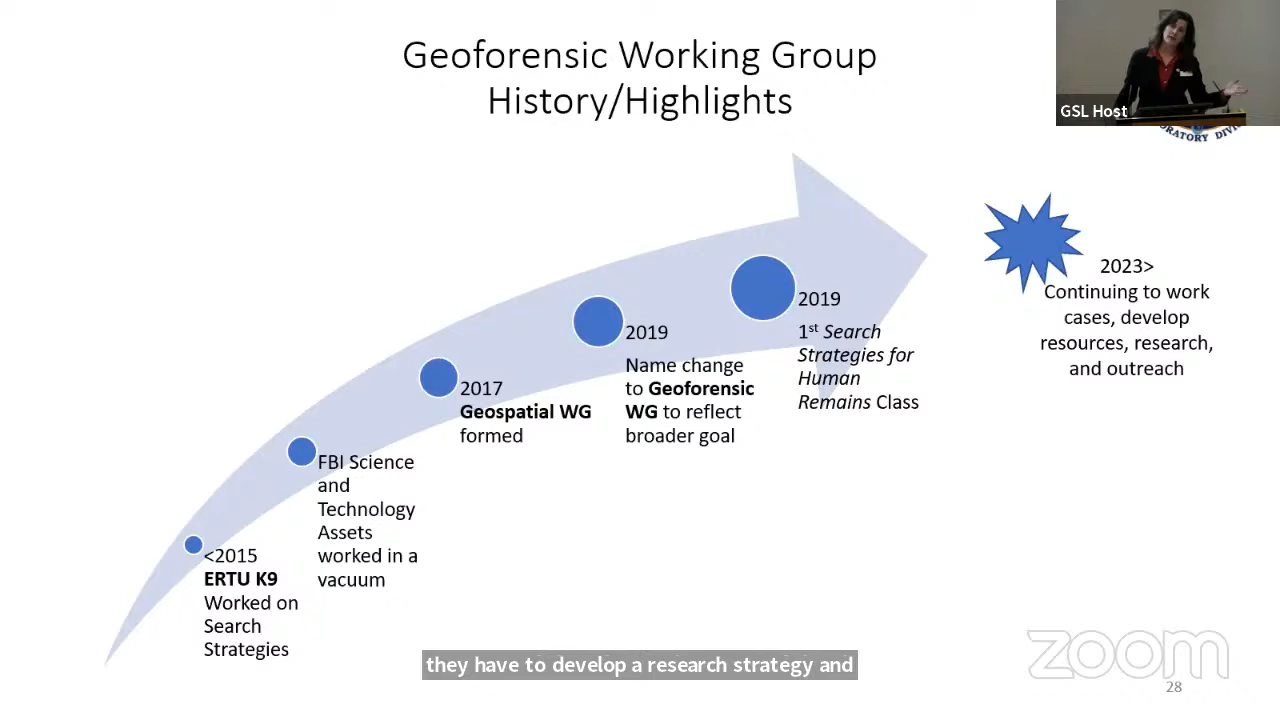 Geoforensic Working Group
History/Highlights
GSL Host
ORATORY DIVI
<2015
ERTU K9
Worked on
Search
Strategies
FBI Science
and
Technology
Assets
worked in a
vacuum
2017
Geospatial WG
formed
2019
Name change
to Geoforensic
WG to reflect
broader goal
2019
1st Search
Strategies for
Human
Remains Class
2023>
Continuing to work
cases, develop
resources, research,
and outreach
they have to develop a research strategy and
zoom
28